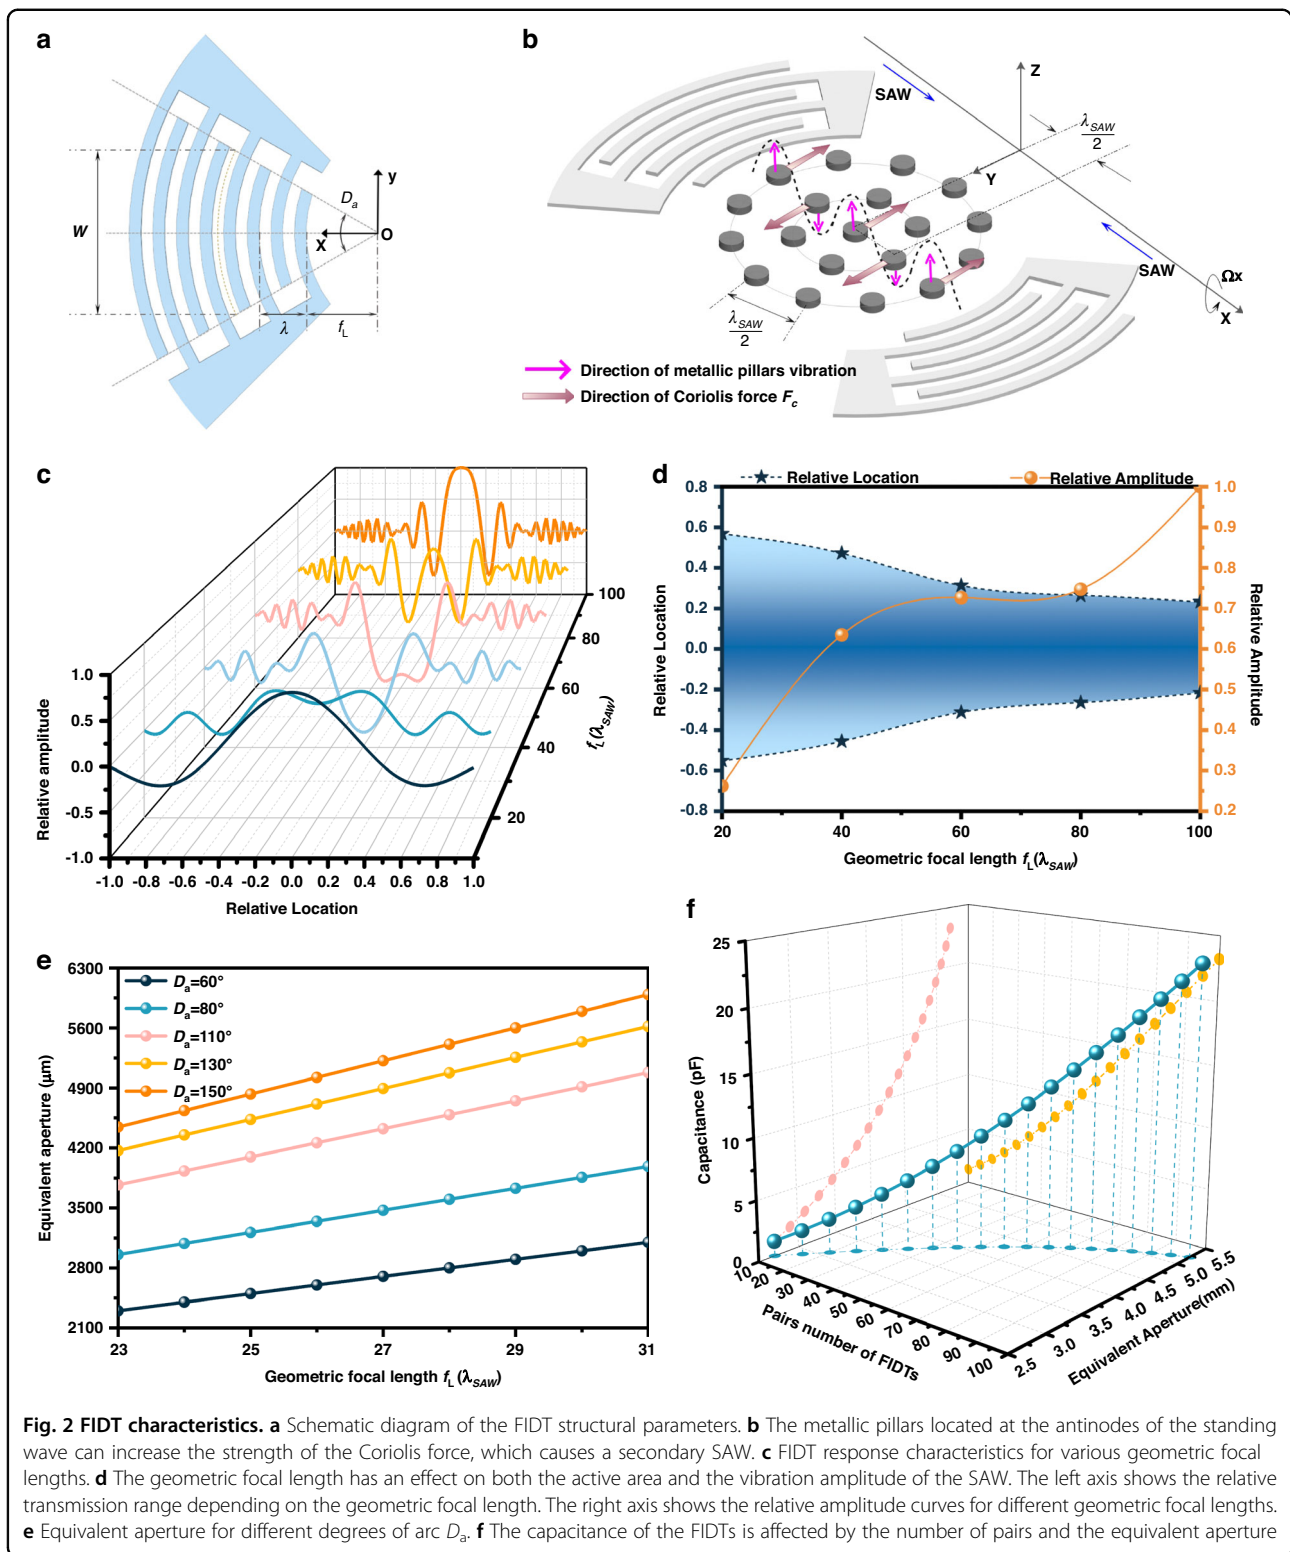 a
W
D_a
y
X
O
λ
f_L
b
Z
SAW
λ_SAW/2
Y
SAW
Ωx
X
λ_SAW/2
Direction of metallic pillars vibration
Direction of Coriolis force F_c
c
Relative amplitude
1.0
0.5
0.0
-0.5
-1.0
-1.0 -0.8 -0.6 -0.4 -0.2 0.0 0.2 0.4 0.6 0.8 1.0
Relative Location
20
40
60
80
100
f_L(λ_SAW)
d
Relative Location
Relative Amplitude
Relative Location
0.8
0.6
0.4
0.2
0.0
-0.2
-0.4
-0.6
-0.8
1.0
0.9
0.8
0.7
0.6
0.5
0.4
0.3
0.2
Relative Amplitude
20 40 60 80 100
Geometric focal length f_L(λ_SAW)
e
Equivalent aperture (µm)
6300
5600
4900
4200
3500
2800
2100
D_a=60°
D_a=80°
D_a=110°
D_a=130°
D_a=150°
23 25 27 29 31
Geometric focal length f_L(λ_SAW)
f
Capacitance (pF)
25
20
15
10
5
0
10 20 30 40 50 60 70 80 90 100
Pairs number of FIDTs
2.5 3.0 3.5 4.0 4.5 5.0 5.5
Equivalent Aperture(mm)
Fig. 2 FIDT characteristics. a Schematic diagram of the FIDT structural parameters. b The metallic pillars located at the antinodes of the standing
wave can increase the strength of the Coriolis force, which causes a secondary SAW. c FIDT response characteristics for various geometric focal
lengths. d The geometric focal length has an effect on both the active area and the vibration amplitude of the SAW. The left axis shows the relative
transmission range depending on the geometric focal length. The right axis shows the relative amplitude curves for different geometric focal lengths.
e Equivalent aperture for different degrees of arc D_a. f The capacitance of the FIDTs is affected by the number of pairs and the equivalent aperture